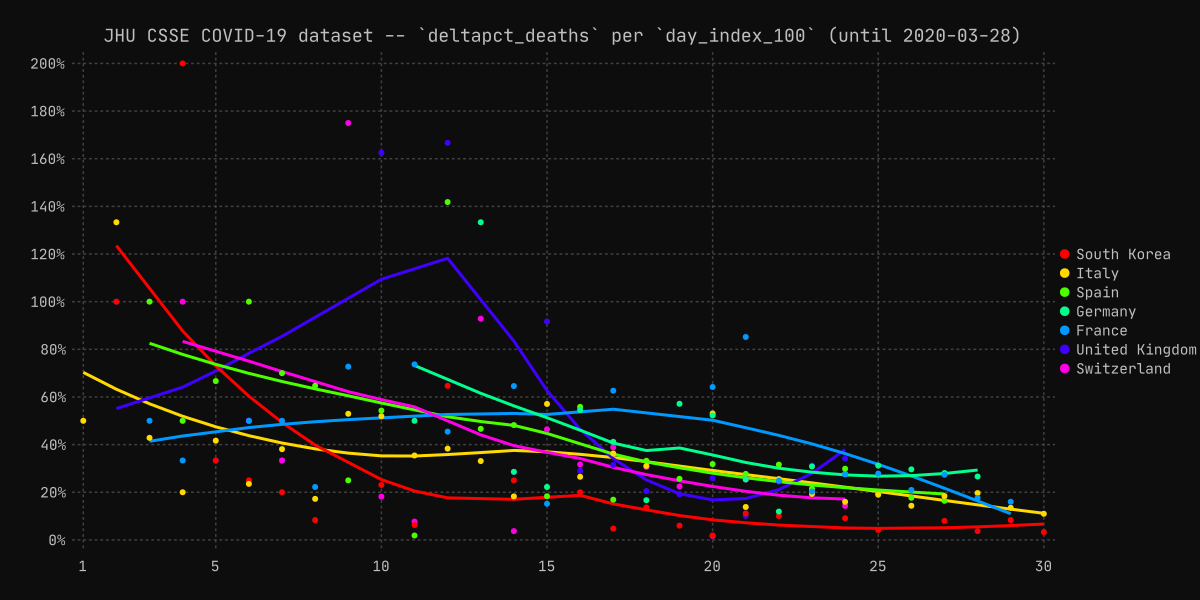 JHU CSSE COVID-19 dataset -- `deltapct_deaths` per `day_index_100` (until 2020-03-28)
200%
180%
160%
140%
120%
100%
80%
60%
40%
20%
0%
1 5 10 15 20 25 30
South Korea
Italy
Spain
Germany
France
United Kingdom
Switzerland